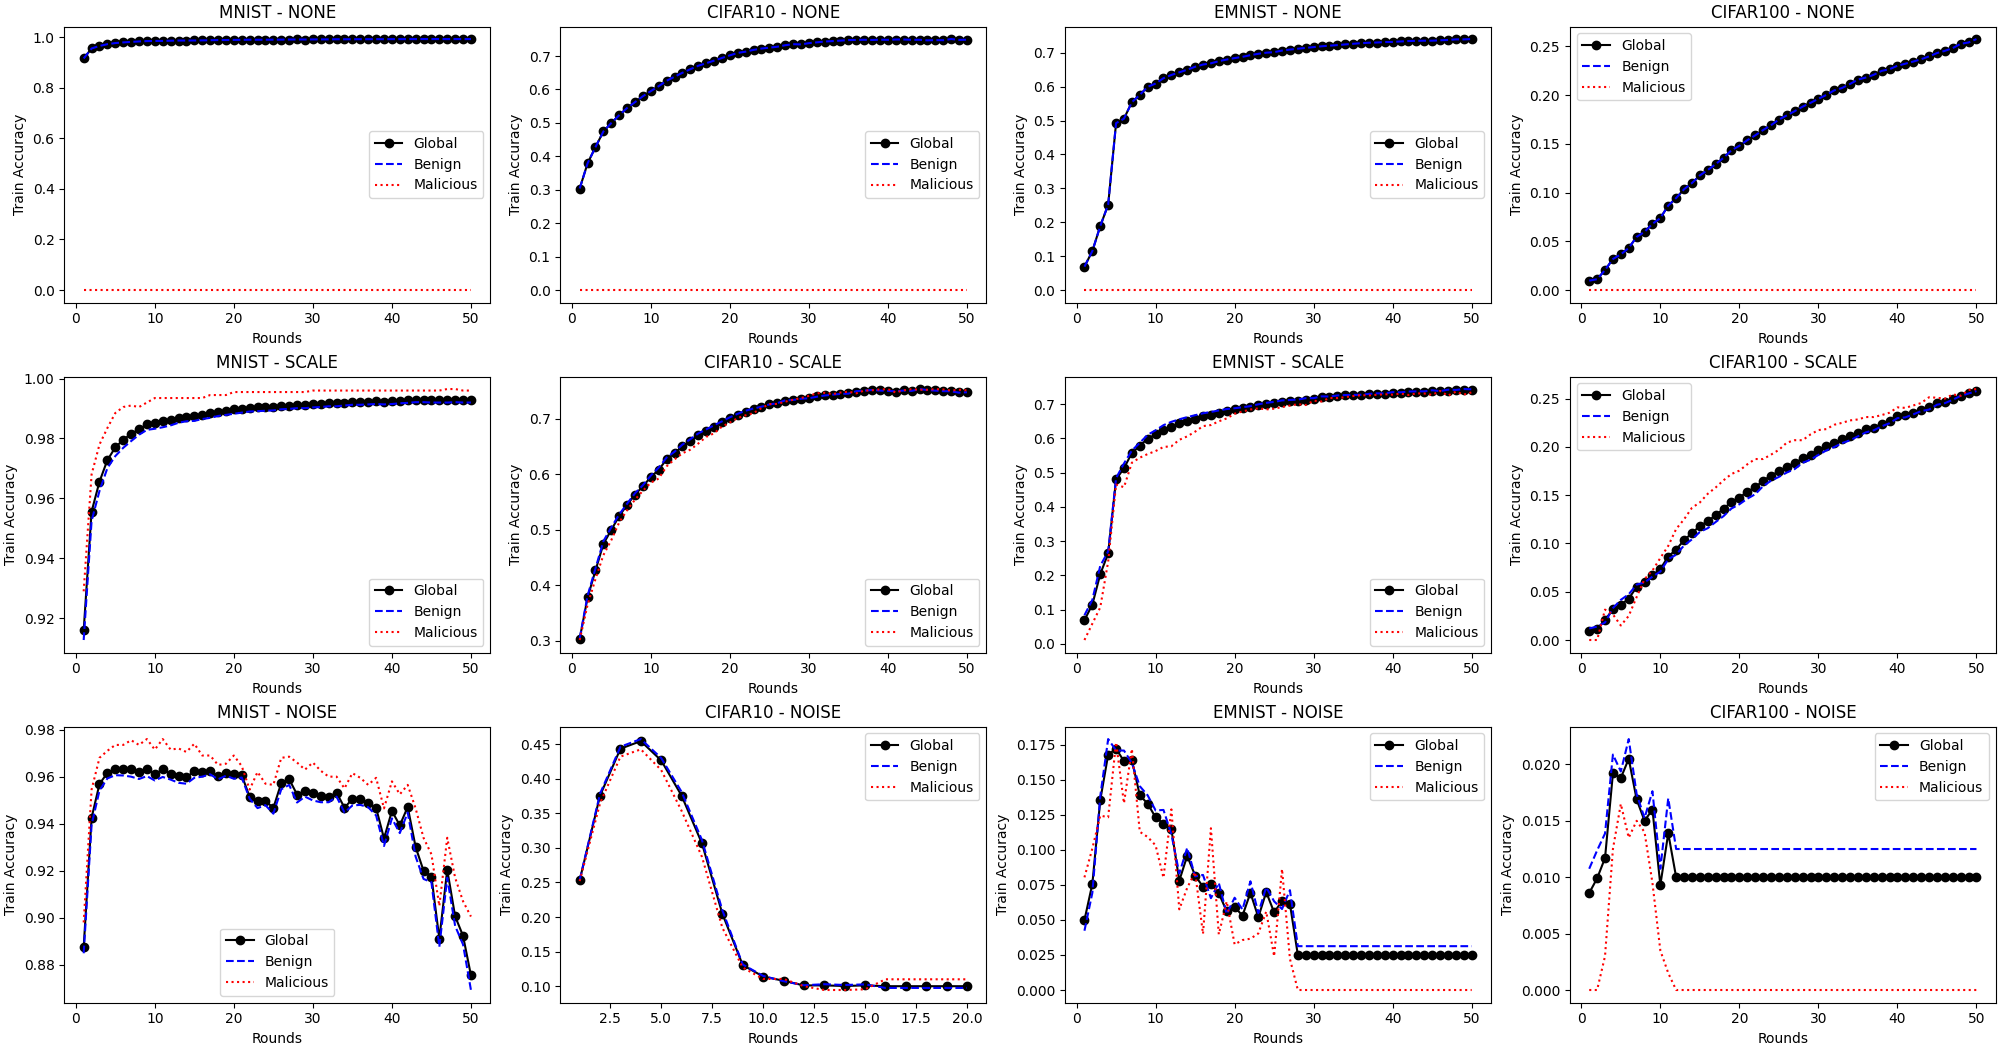 MNIST - NONE
Train Accuracy
1.0
0.8
0.6
0.4
0.2
0.0
Global
Benign
Malicious
0 10 20 30 40 50
Rounds
CIFAR10 - NONE
Train Accuracy
0.7
0.6
0.5
0.4
0.3
0.2
0.1
0.0
Global
Benign
Malicious
0 10 20 30 40 50
Rounds
EMNIST - NONE
Train Accuracy
0.7
0.6
0.5
0.4
0.3
0.2
0.1
0.0
Global
Benign
Malicious
0 10 20 30 40 50
Rounds
CIFAR100 - NONE
Train Accuracy
0.25
0.20
0.15
0.10
0.05
0.00
Global
Benign
Malicious
0 10 20 30 40 50
Rounds
MNIST - SCALE
Train Accuracy
1.00
0.98
0.96
0.94
0.92
Global
Benign
Malicious
0 10 20 30 40 50
Rounds
CIFAR10 - SCALE
Train Accuracy
0.7
0.6
0.5
0.4
0.3
Global
Benign
Malicious
0 10 20 30 40 50
Rounds
EMNIST - SCALE
Train Accuracy
0.7
0.6
0.5
0.4
0.3
0.2
0.1
0.0
Global
Benign
Malicious
0 10 20 30 40 50
Rounds
CIFAR100 - SCALE
Train Accuracy
0.25
0.20
0.15
0.10
0.05
0.00
Global
Benign
Malicious
0 10 20 30 40 50
Rounds
MNIST - NOISE
Train Accuracy
0.98
0.96
0.94
0.92
0.90
0.88
Global
Benign
Malicious
0 10 20 30 40 50
Rounds
CIFAR10 - NOISE
Train Accuracy
0.45
0.40
0.35
0.30
0.25
0.20
0.15
0.10
Global
Benign
Malicious
2.5 5.0 7.5 10.0 12.5 15.0 17.5 20.0
Rounds
EMNIST - NOISE
Train Accuracy
0.175
0.150
0.125
0.100
0.075
0.050
0.025
0.000
Global
Benign
Malicious
0 10 20 30 40 50
Rounds
CIFAR100 - NOISE
Train Accuracy
0.020
0.015
0.010
0.005
0.000
Global
Benign
Malicious
0 10 20 30 40 50
Rounds